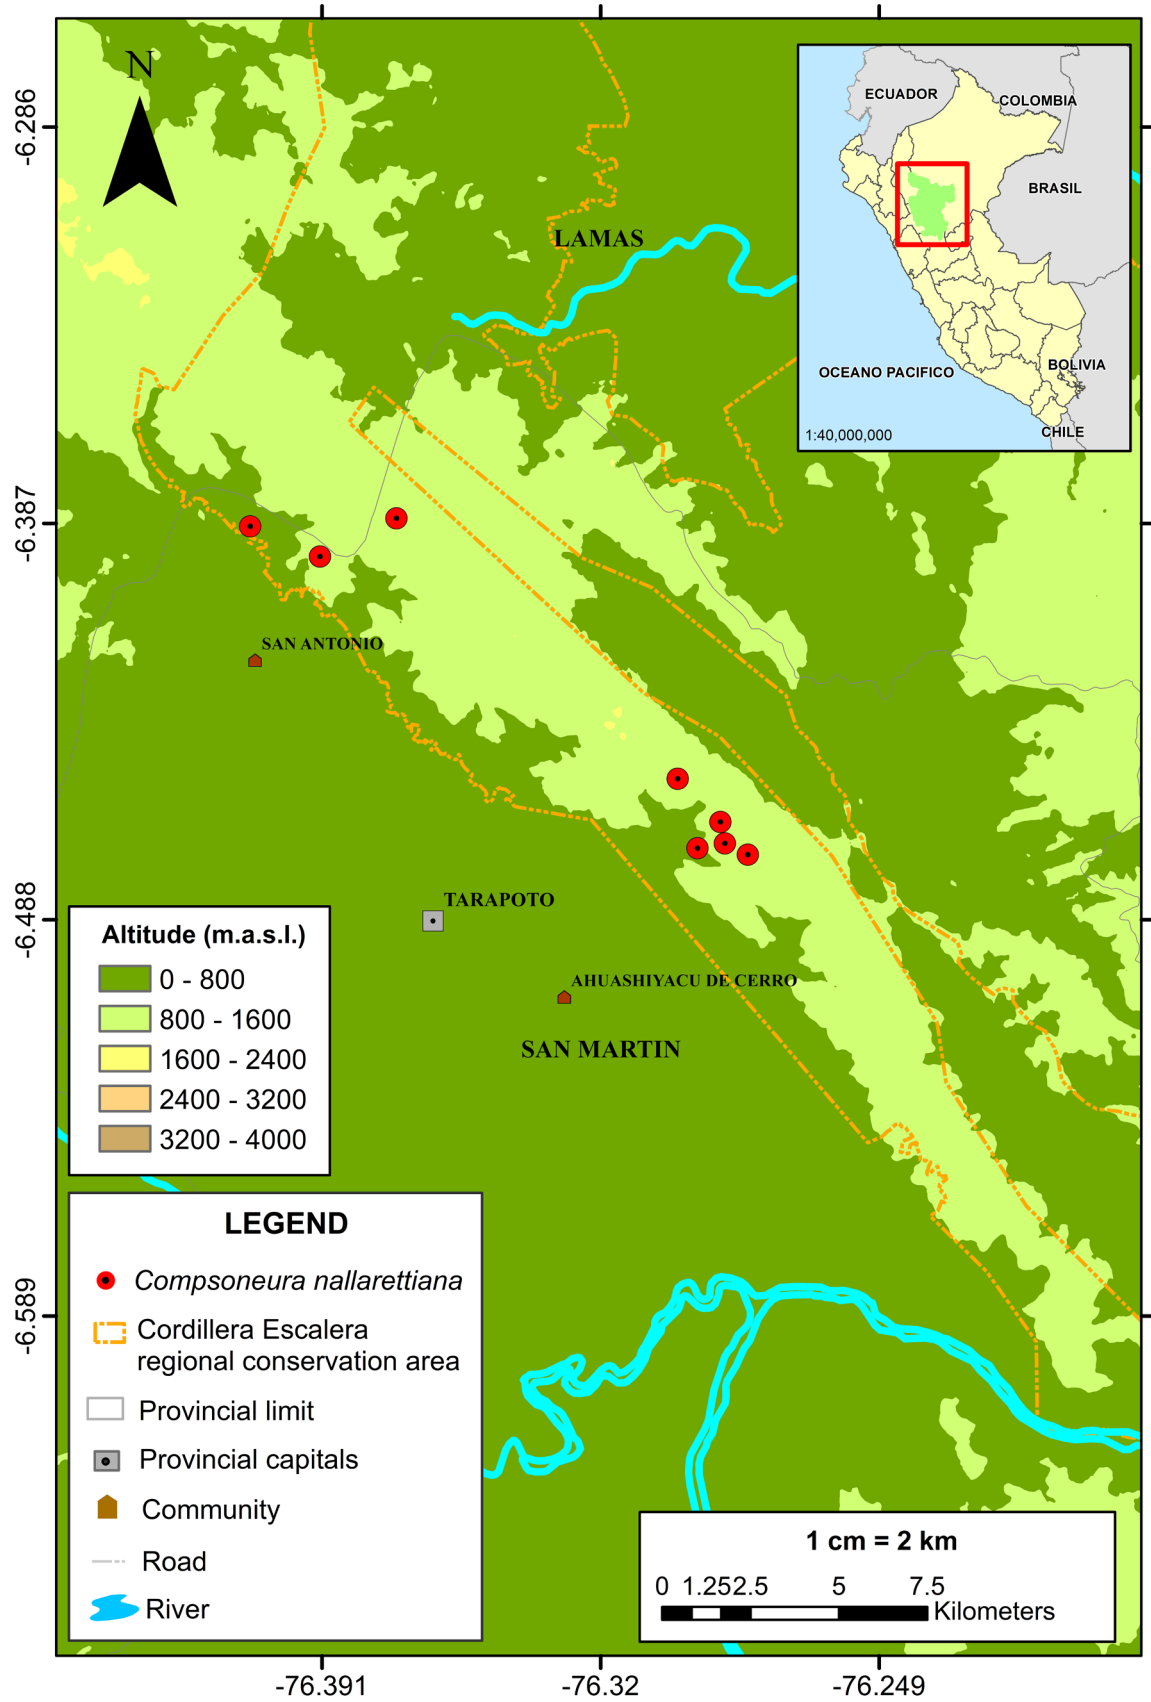 N
ECUADOR
COLOMBIA
BRASIL
OCEANO PACIFICO
BOLIVIA
CHILE
1:40,000,000
-6.286
-6.387
-6.488
-6.589
LAMAS
SAN ANTONIO
TARAPOTO
AHUASHIYACU DE CERRO
SAN MARTIN
Altitude (m.a.s.l.)
0 - 800
800 - 1600
1600 - 2400
2400 - 3200
3200 - 4000
LEGEND
Compsoneura nallarettiana
Cordillera Escalera
regional conservation area
Provincial limit
Provincial capitals
Community
Road
River
1 cm = 2 km
0 1.25 2.5 5 7.5
Kilometers
-76.391 -76.32 -76.249